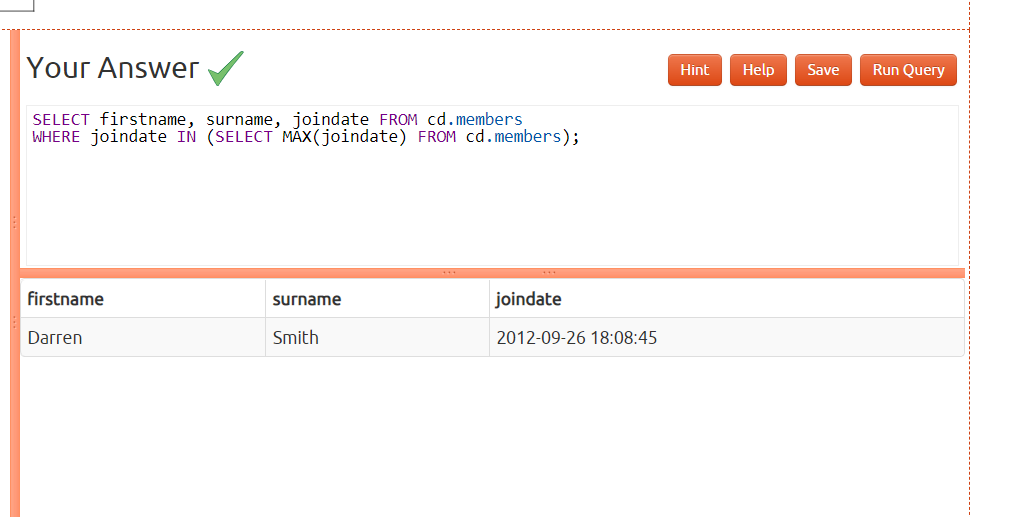 Your Answer
Hint Help Save Run Query
SELECT firstname, surname, joindate FROM cd.members
WHERE joindate IN (SELECT MAX(joindate) FROM cd.members);
firstname surname joindate
Darren Smith 2012-09-26 18:08:45